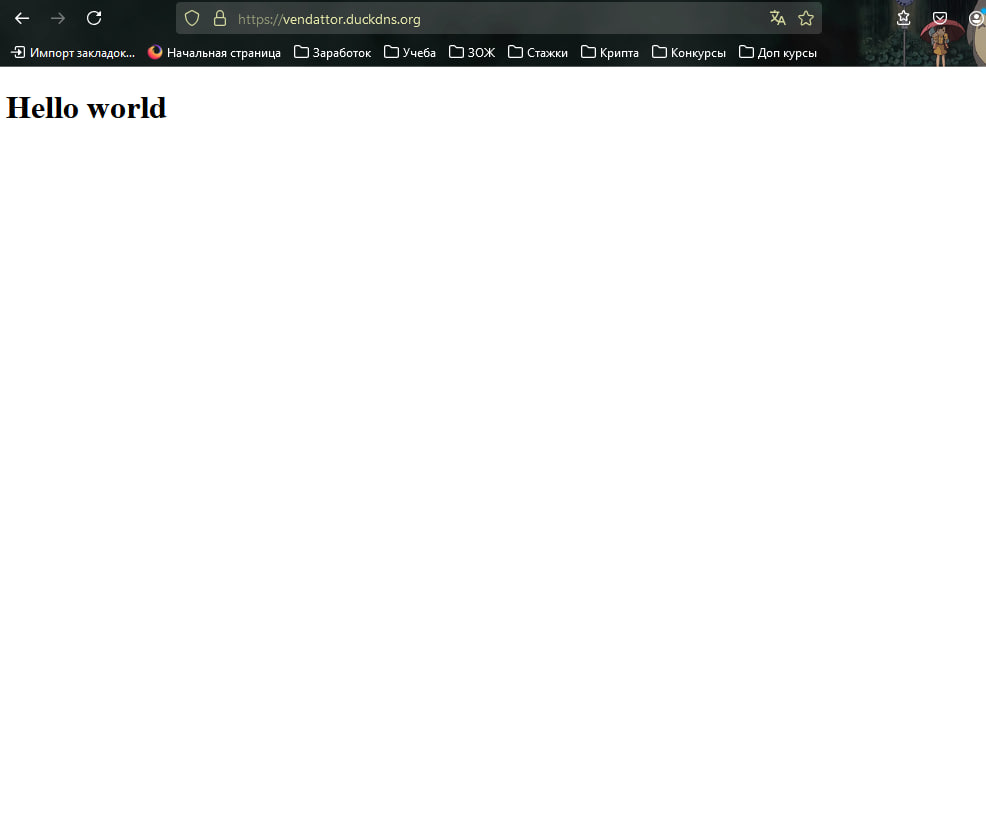 https://vendattor.duckdns.org
Импорт закладок... Начальная страница Заработок Учеба ЗОЖ Стажки Крипта Конкурсы Доп курсы
Hello world